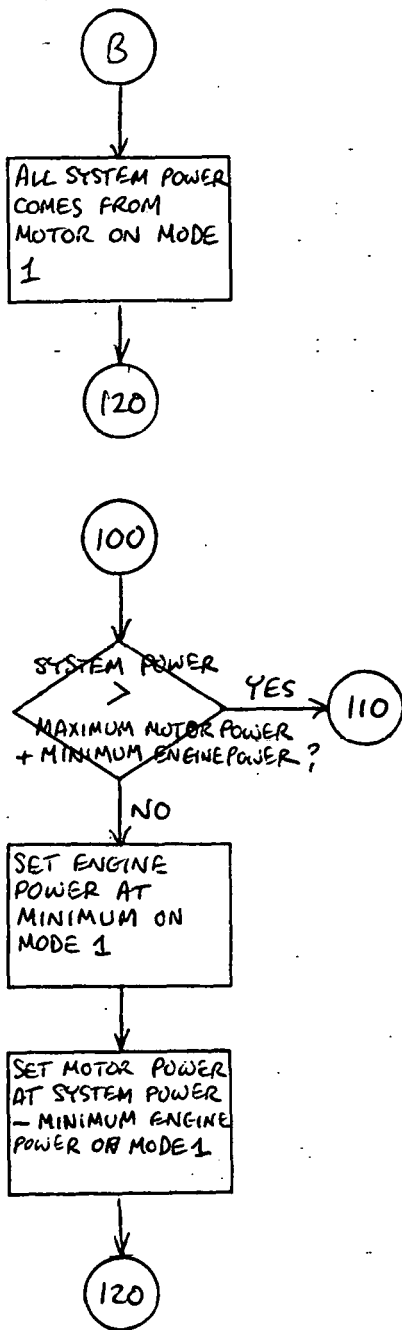 B
ALL SYSTEM POWER
COMES FROM
MOTOR ON MODE
1
120
100
SYSTEM POWER
>
MAXIMUM MOTOR POWER
+ MINIMUM ENGINE POWER?
YES
110
NO
SET ENGINE
POWER AT
MINIMUM ON
MODE 1
SET MOTOR POWER
AT SYSTEM POWER
- MINIMUM ENGINE
POWER ON MODE 1
120